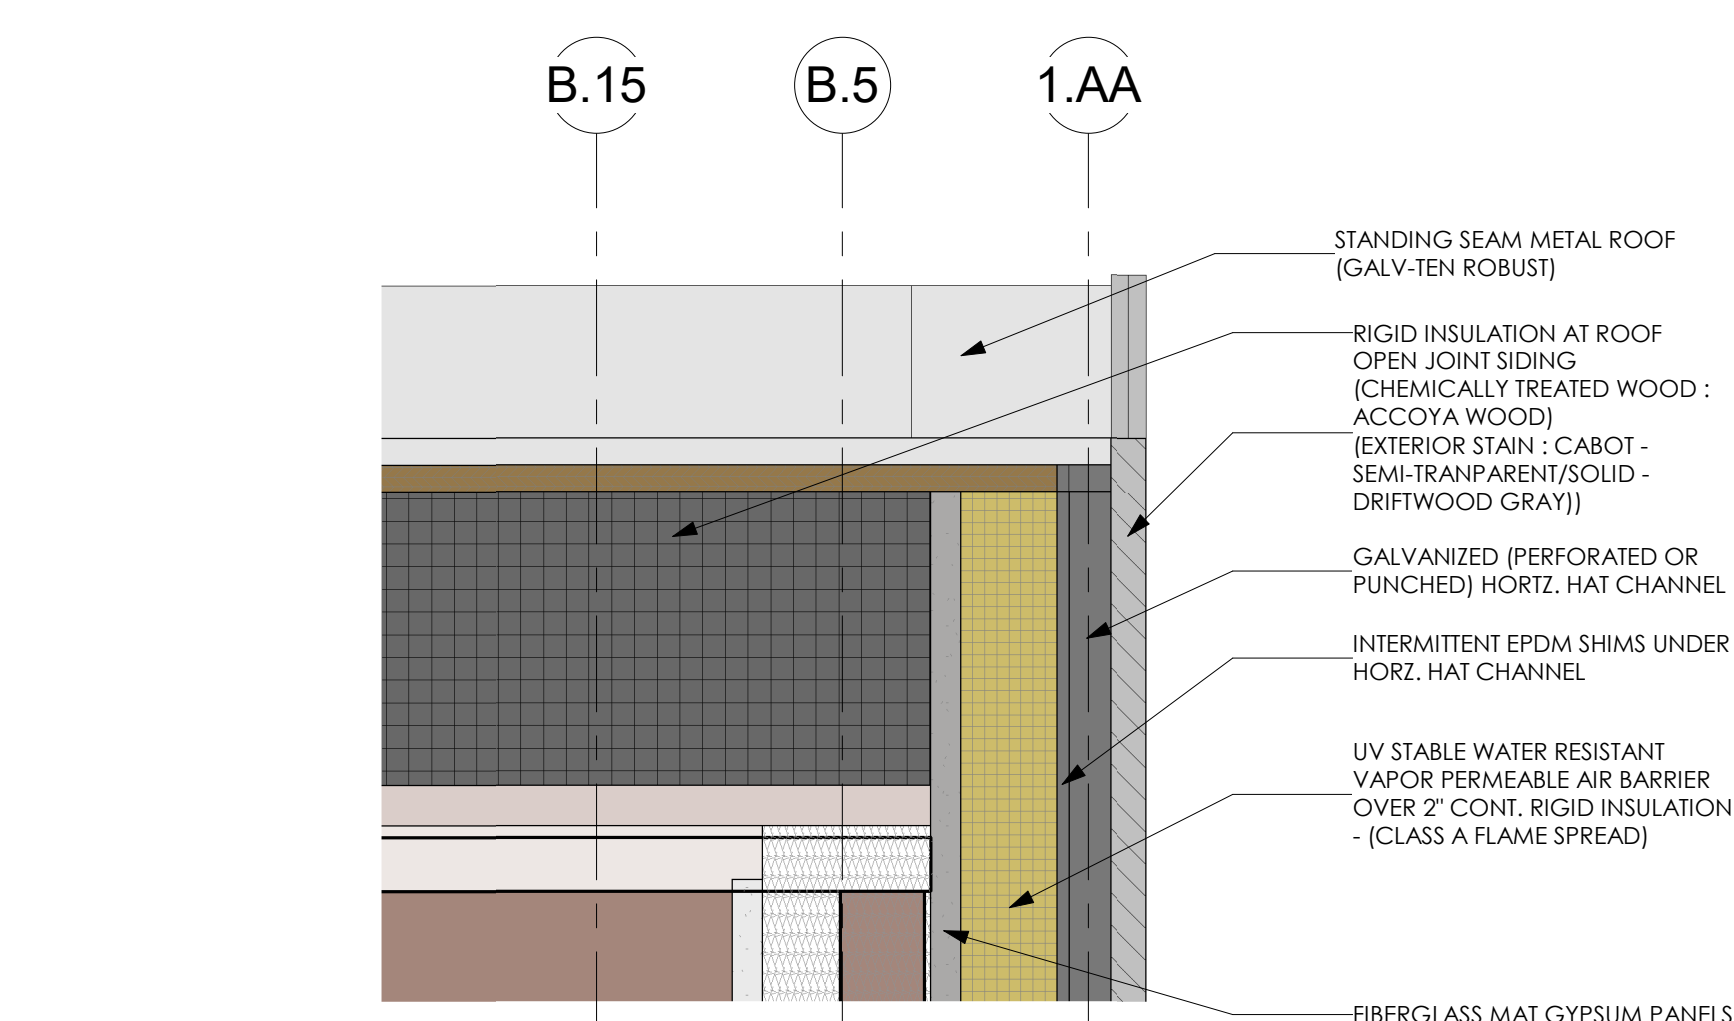 B.15
B.5
1.AA
STANDING SEAM METAL ROOF
(GALV-TEN ROBUST)
RIGID INSULATION AT ROOF
OPEN JOINT SIDING
(CHEMICALLY TREATED WOOD :
ACCOYA WOOD)
(EXTERIOR STAIN : CABOT -
SEMI-TRANPARENT/SOLID -
DRIFTWOOD GRAY))
GALVANIZED (PERFORATED OR
PUNCHED) HORTZ. HAT CHANNEL
INTERMITTENT EPDM SHIMS UNDER
HORZ. HAT CHANNEL
UV STABLE WATER RESISTANT
VAPOR PERMEABLE AIR BARRIER
OVER 2" CONT. RIGID INSULATION
- (CLASS A FLAME SPREAD)
FIBERGLASS MAT GYPSUM PANELS